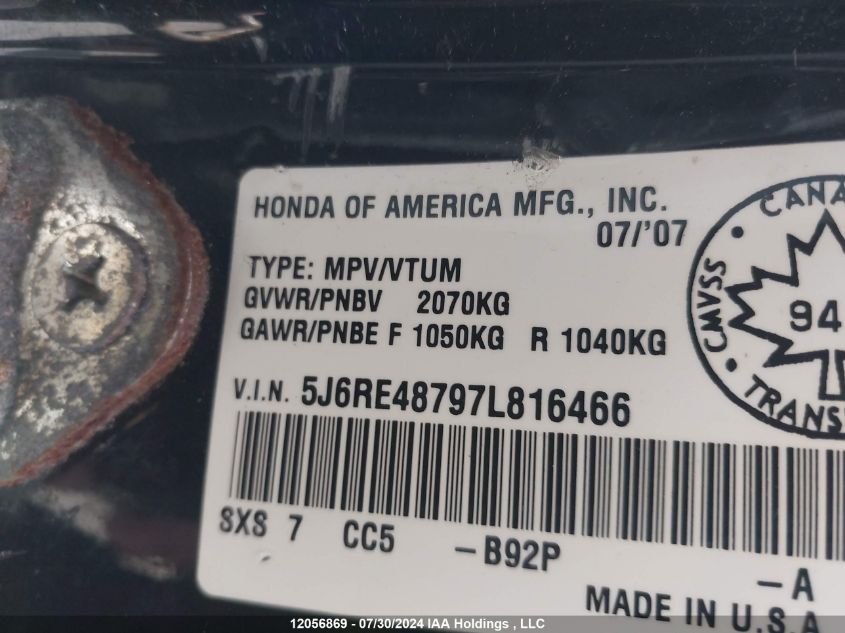 HONDA OF AMERICA MFG., INC.
07/'07
TYPE: MPV/VTUM
GVWR/PNBV 2070KG
GAWR/PNBE F 1050KG R 1040KG
V.I.N. 5J6RE48797L816466
CANA
CMVSS
94
TRANS
SXS 7 CC5 -B92P
-A
MADE IN U.S.A
12056869 - 07/30/2024 IAA Holdings , LLC